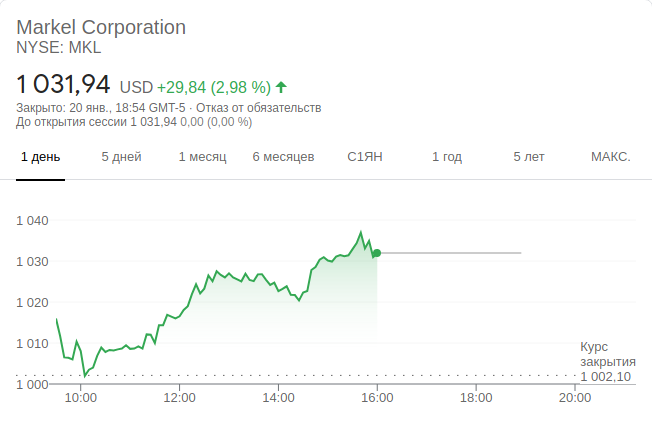 Markel Corporation
NYSE: MKL
1 031,94 USD +29,84 (2,98 %)
Закрыто: 20 янв., 18:54 GMT-5 · Отказ от обязательств
До открытия сессии 1 031,94 0,00 (0,00 %)
1 день 5 дней 1 месяц 6 месяцев С1ЯН 1 год 5 лет МАКС.
1 040
1 030
1 020
1 010
1 000
Курс
закрытия
1 002,10
10:00 12:00 14:00 16:00 18:00 20:00